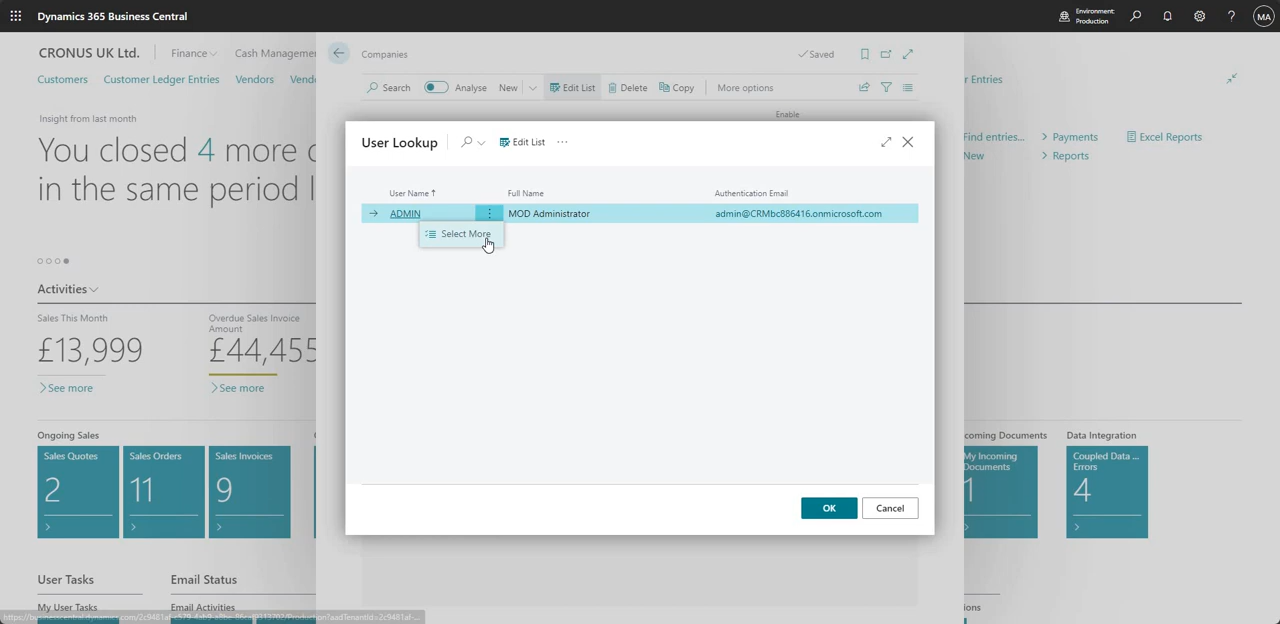 Dynamics 365 Business Central
Environment:
Production
MA
CRONUS UK Ltd.
Finance
Cash Management
Companies
Saved
Customers
Customer Ledger Entries
Vendors
Entries
Search
Analyse
New
Edit List
Delete
Copy
More options
Enable
Insight from last month
You closed 4 more
in the same period
Find entries...
Payments
Excel Reports
New
Reports
User Lookup
Edit List
User Name ↑
Full Name
Authentication Email
ADMIN
MOD Administrator
admin@CRMbc886416.onmicrosoft.com
Select More
OK
Cancel
Activities
Sales This Month
Overdue Sales Invoice
Amount
£13,999
£44,455
See more
See more
Ongoing Sales
Sales Quotes
2
Sales Orders
11
Sales Invoices
9
coming Documents
My Incoming
Documents
1
Data Integration
Coupled Data ...
Errors
4
User Tasks
Email Status
My User Tasks
Email Activities
ions